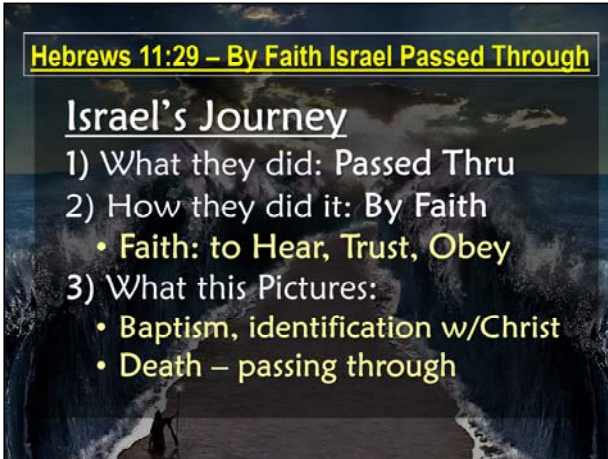 Hebrews 11:29 – By Faith Israel Passed Through
Israel's Journey
1) What they did: Passed Thru
2) How they did it: By Faith
• Faith: to Hear, Trust, Obey
3) What this Pictures:
• Baptism, identification w/Christ
• Death – passing through